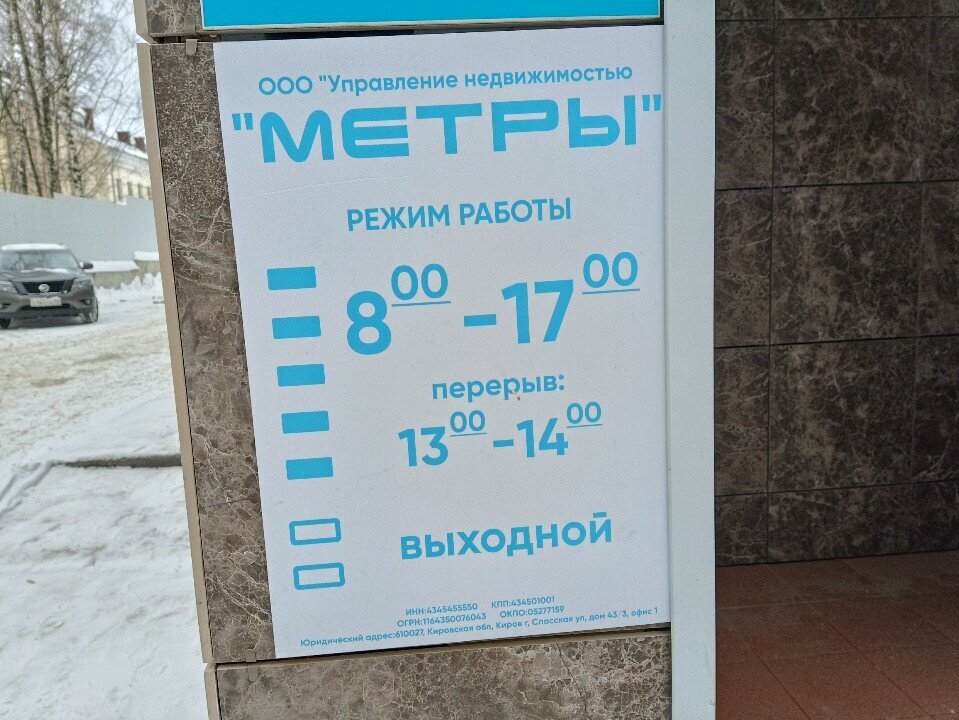 ООО "Управление недвижимостью
"МЕТРЫ"
РЕЖИМ РАБОТЫ
8⁰⁰ -17⁰⁰
перерыв:
13⁰⁰-14⁰⁰
ВЫХОДНОЙ
ИНН:4345455550 КПП:434501001
ОГРН:1164350076043 ОКПО:05277159
Юридический адрес:610027, Кировская обл, Киров г, Спасская ул, дом 43/3, офис 1